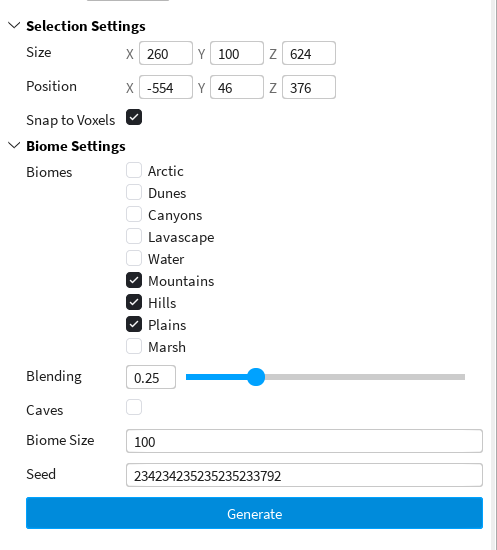 Selection Settings
Size X 260 Y 100 Z 624
Position X -554 Y 46 Z 376
Snap to Voxels
Biome Settings
Biomes Arctic
Dunes
Canyons
Lavascape
Water
Mountains
Hills
Plains
Marsh
Blending 0.25
Caves
Biome Size 100
Seed 234234235235235233792
Generate